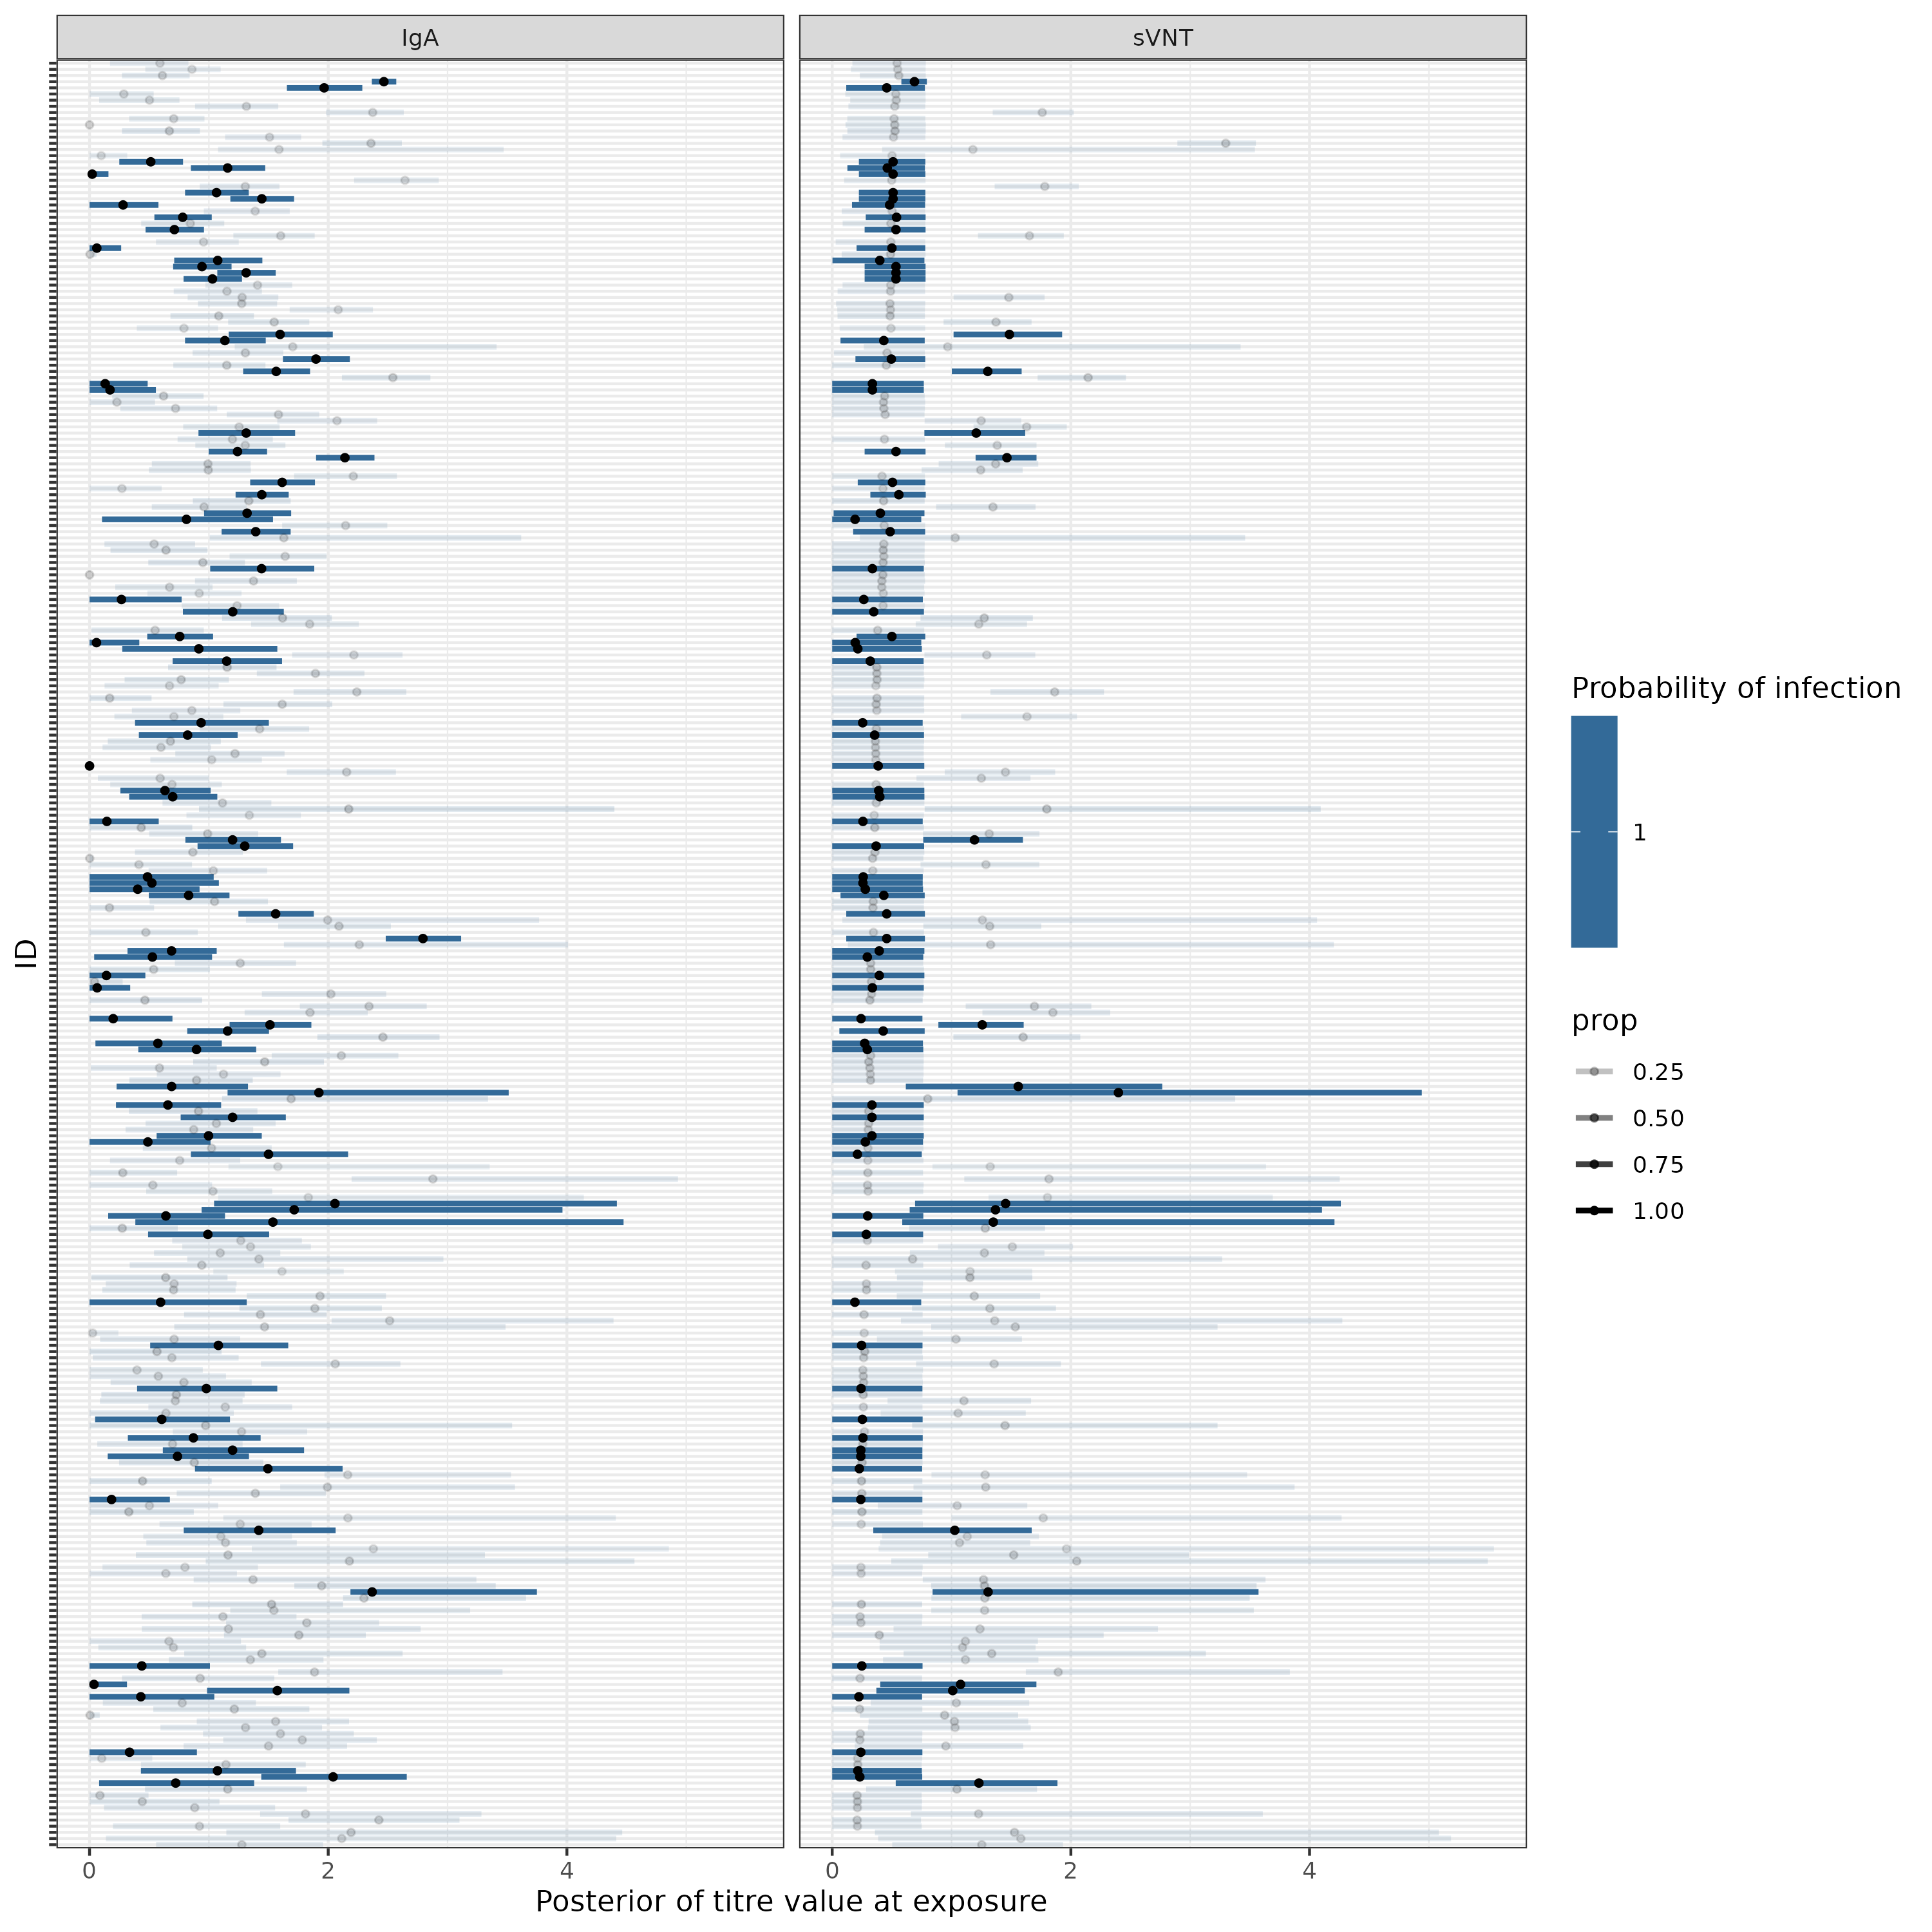 IgA
sVNT
ID
0
2
4
0
2
4
Posterior of titre value at exposure
Probability of infection
1
prop
0.25
0.50
0.75
1.00